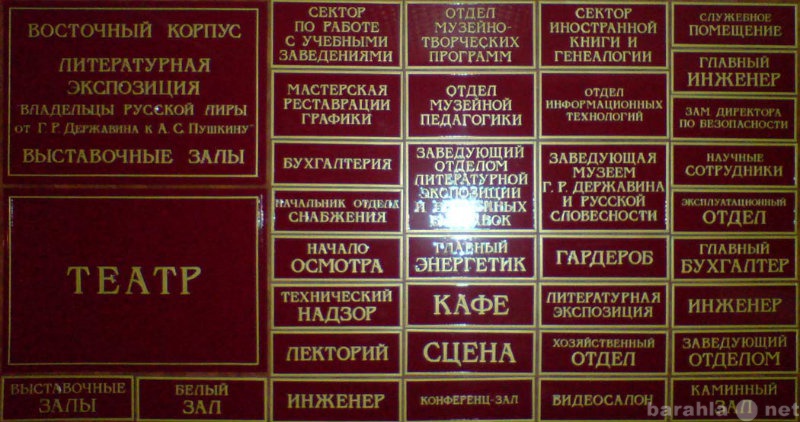 ВОСТОЧНЫЙ КОРПУС
ЛИТЕРАТУРНАЯ
ЭКСПОЗИЦИЯ
ВЛАДЕЛЬЦЫ РУССКОЙ ЛИРЫ
ОТ Г. Р. ДЕРЖАВИНА К А. С. ПУШКИНУ"
ВЫСТАВОЧНЫЕ ЗАЛЫ
ТЕАТР
ВЫСТАВОЧНЫЕ
ЗАЛЫ
БЕЛЫЙ
ЗАЛ
СЕКТОР
ПО РАБОТЕ
С УЧЕБНЫМИ
ЗАВЕДЕНИЯМИ
МАСТЕРСКАЯ
РЕСТАВРАЦИИ
ГРАФИКИ
БУХГАЛТЕРИЯ
НАЧАЛЬНИК ОТДЕЛА
СНАБЖЕНИЯ
НАЧАЛО
ОСМОТРА
ТЕХНИЧЕСКИЙ
НАДЗОР
ЛЕКТОРИЙ
ИНЖЕНЕР
ОТДЕЛ
МУЗЕЙНО-
ТВОРЧЕСКИХ
ПРОГРАММ
ОТДЕЛ
МУЗЕЙНОЙ
ПЕДАГОГИКИ
ЗАВЕДУЮЩИЙ
ОТДЕЛОМ
ЛИТЕРАТУРНОЙ
ЭКСПОЗИЦИИ
И
ГЛАВНЫЙ
ЭНЕРГЕТИК
КАФЕ
СЦЕНА
КОНФЕРЕНЦ-ЗАЛ
СЕКТОР
ИНОСТРАННОЙ
КНИГИ И
ГЕНЕАЛОГИИ
ОТДЕЛ
ИНФОРМАЦИОННЫХ
ТЕХНОЛОГИЙ
ЗАВЕДУЮЩАЯ
МУЗЕЕМ
Г. Р. ДЕРЖАВИНА
И РУССКОЙ
СЛОВЕСНОСТИ
ГАРДЕРОБ
ЛИТЕРАТУРНАЯ
ЭКСПОЗИЦИЯ
ХОЗЯЙСТВЕННЫЙ
ОТДЕЛ
ВИДЕОСАЛОН
СЛУЖЕБНОЕ
ПОМЕЩЕНИЕ
ГЛАВНЫЙ
ИНЖЕНЕР
ЗАМ. ДИРЕКТОРА
ПО БЕЗОПАСНОСТИ
НАУЧНЫЕ
СОТРУДНИКИ
ЭКСПЛУАТАЦИОННЫЙ
ОТДЕЛ
ГЛАВНЫЙ
БУХГАЛТЕР
ИНЖЕНЕР
ЗАВЕДУЮЩИЙ
ОТДЕЛОМ
КАМИННЫЙ
ЗАЛ
barahla.net